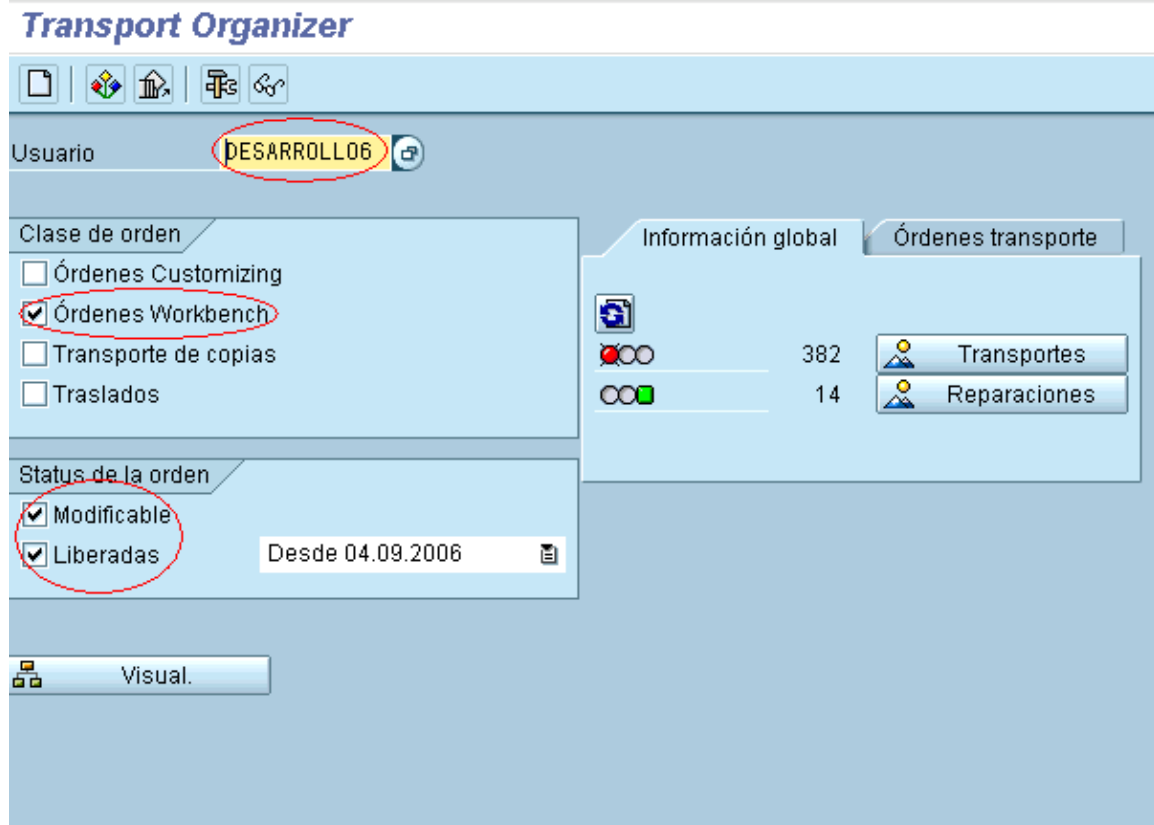 Transport Organizer
Usuario DESARROLLO6
Clase de orden
Órdenes Customizing
Órdenes Workbench
Transporte de copias
Traslados
Información global Órdenes transporte
382 Transportes
14 Reparaciones
Status de la orden
Modificable
Liberadas Desde 04.09.2006
Visual.